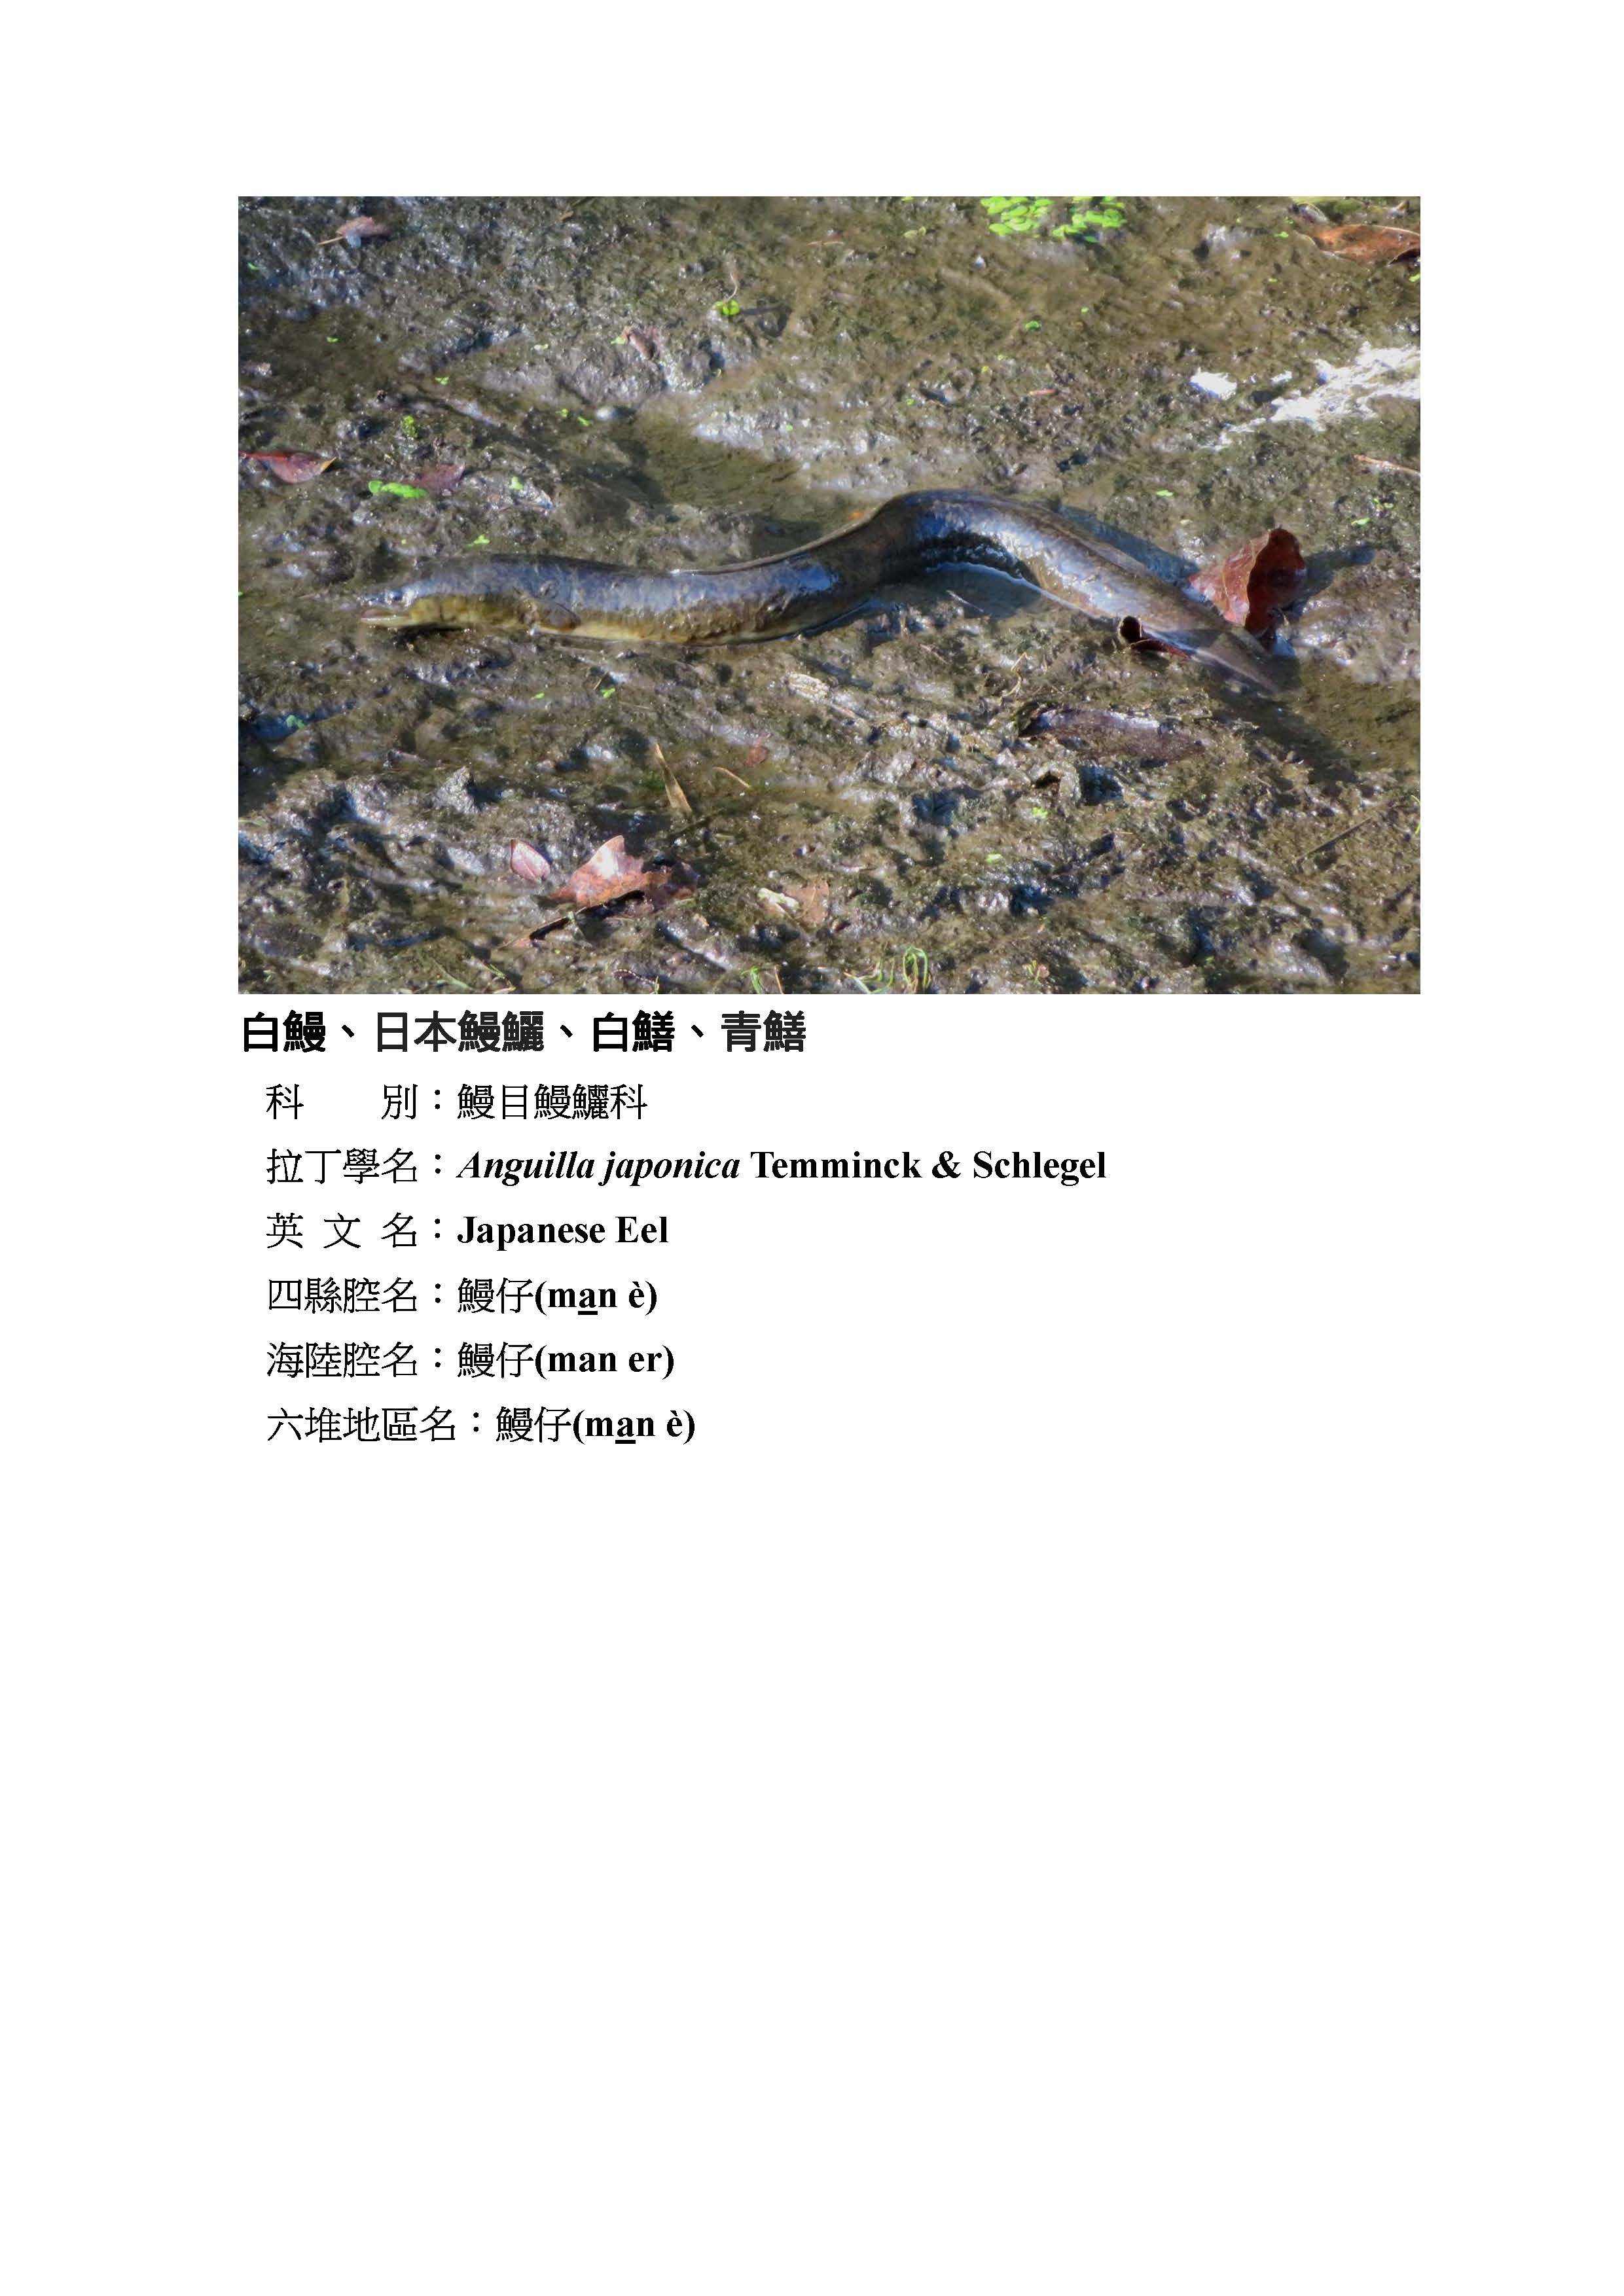 白鰻、日本鰻鱺、白鱔、青鱔
科　　別：鰻目鰻鱺科
拉丁學名：Anguilla japonica Temminck & Schlegel
英 文 名：Japanese Eel
四縣腔名：鰻仔(ma̲n è)
海陸腔名：鰻仔(man er)
六堆地區名：鰻仔(ma̲n è)